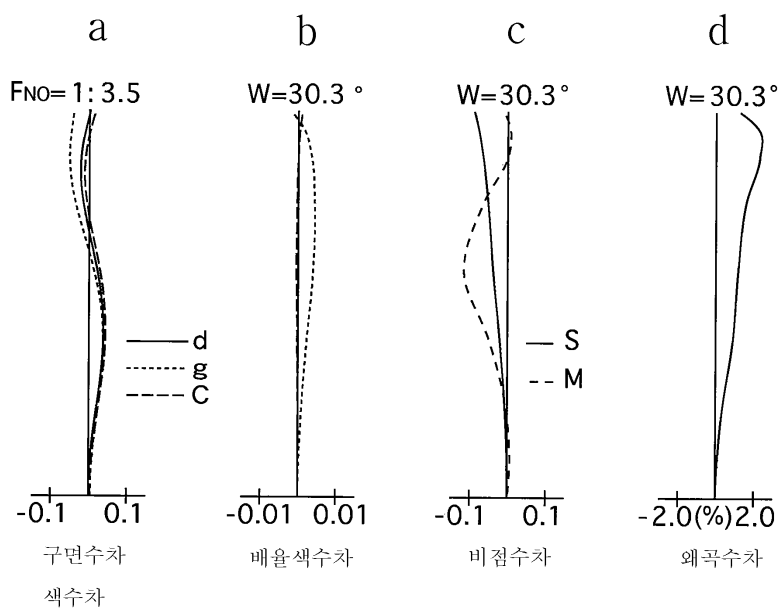 a b c d
FNO= 1: 3.5 W=30.3° W=30.3° W= 30.3°
d
g
C
S
M
-0.1 0.1 -0.01 0.01 -0.1 0.1 -2.0(%)2.0
구면수차 배율색수차 비점수차 왜곡수차
색수차